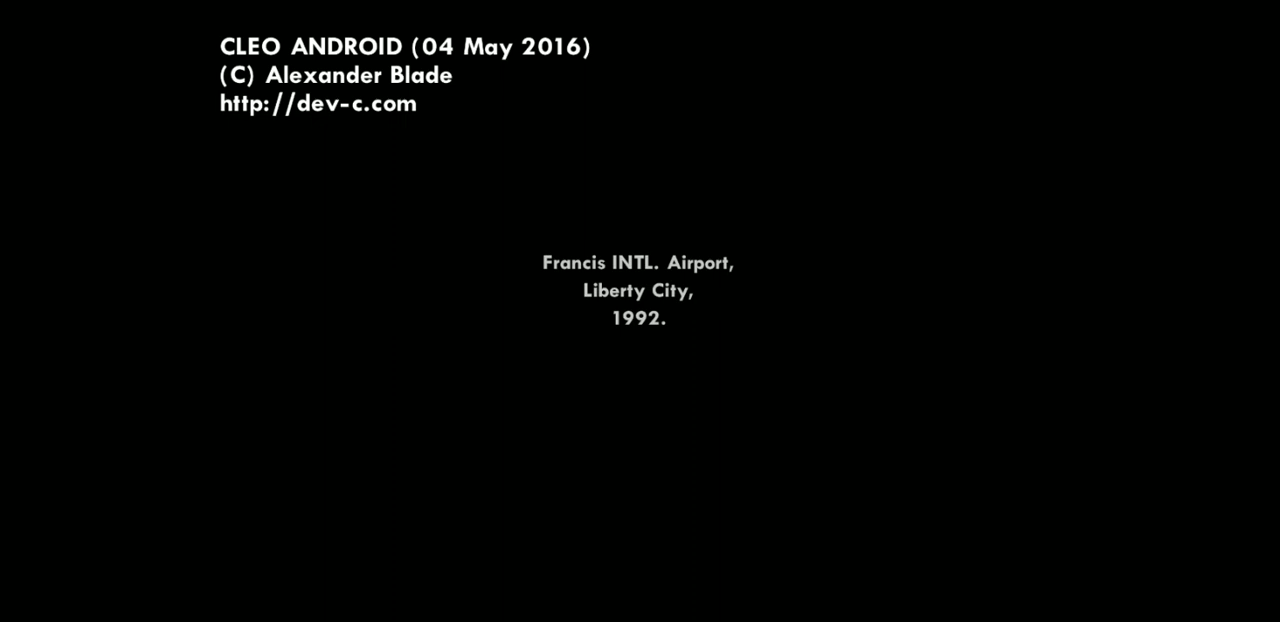 CLEO ANDROID (04 May 2016)
(C) Alexander Blade
http://dev-c.com
Francis INTL. Airport,
Liberty City,
1992.